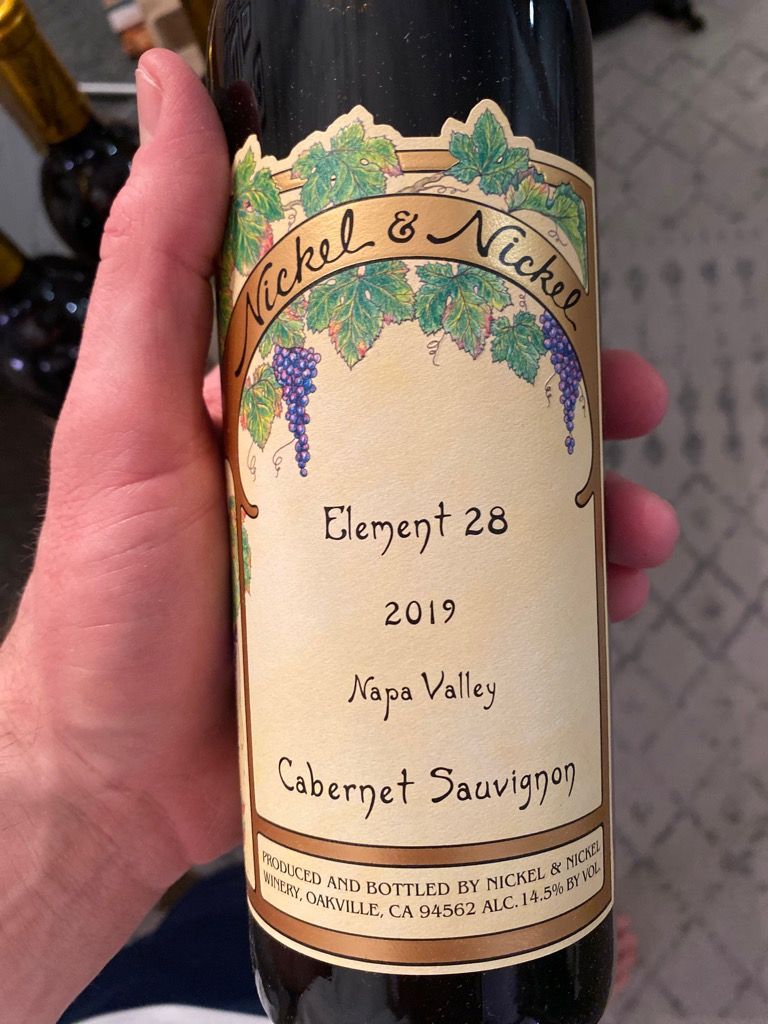 Nickel & Nickel
Element 28
2019
Napa Valley
Cabernet Sauvignon
PRODUCED AND BOTTLED BY NICKEL & NICKEL
WINERY, OAKVILLE, CA 94562 ALC. 14.5% BY VOL.